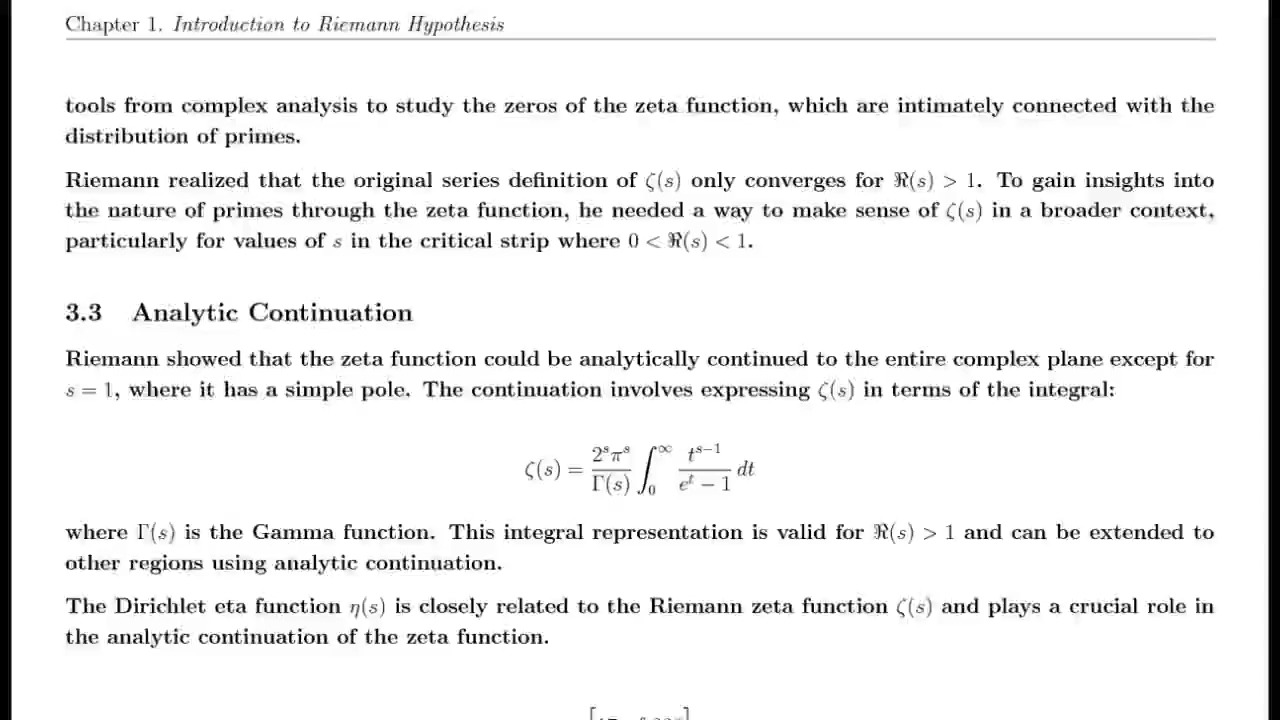 Chapter 1. Introduction to Riemann Hypothesis
tools from complex analysis to study the zeros of the zeta function, which are intimately connected with the
distribution of primes.
Riemann realized that the original series definition of ζ(s) only converges for ℜ(s) > 1. To gain insights into
the nature of primes through the zeta function, he needed a way to make sense of ζ(s) in a broader context,
particularly for values of s in the critical strip where 0 < ℜ(s) < 1.
3.3 Analytic Continuation
Riemann showed that the zeta function could be analytically continued to the entire complex plane except for
s = 1, where it has a simple pole. The continuation involves expressing ζ(s) in terms of the integral:
ζ(s) = 2^s π^s / Γ(s) ∫_0^∞ t^{s−1} / (e^t − 1) dt
where Γ(s) is the Gamma function. This integral representation is valid for ℜ(s) > 1 and can be extended to
other regions using analytic continuation.
The Dirichlet eta function η(s) is closely related to the Riemann zeta function ζ(s) and plays a crucial role in
the analytic continuation of the zeta function.